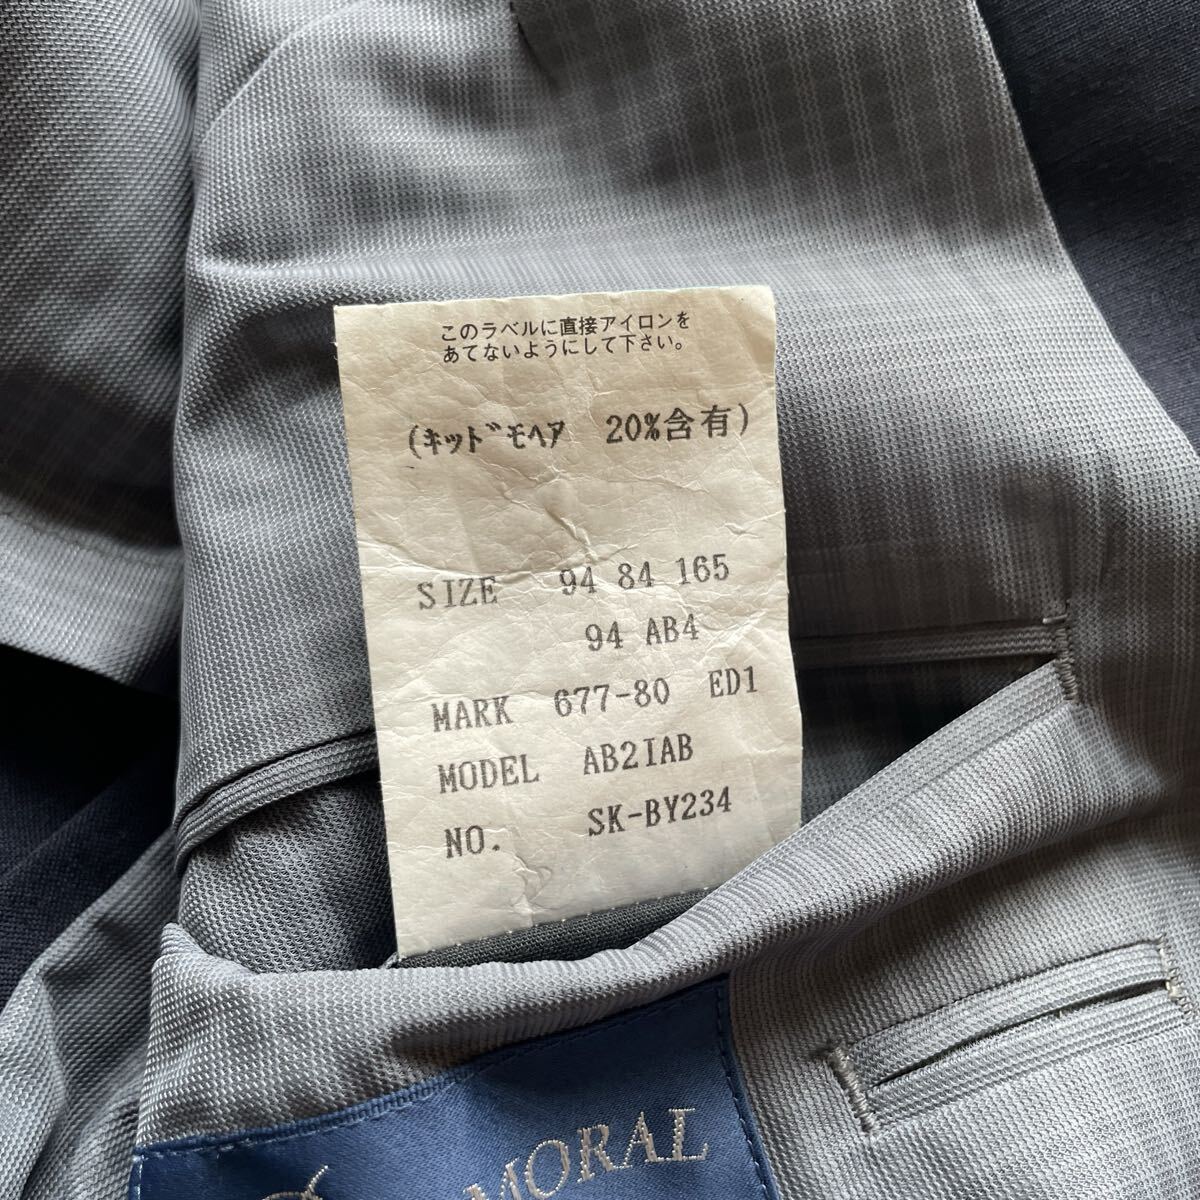 このラベルに直接アイロンを
あてないようにして下さい。
(キッドモヘア 20%含有)
SIZE 94 84 165
94 AB4
MARK 677-80 ED1
MODEL AB2IAB
NO. SK-BY234
MORAL